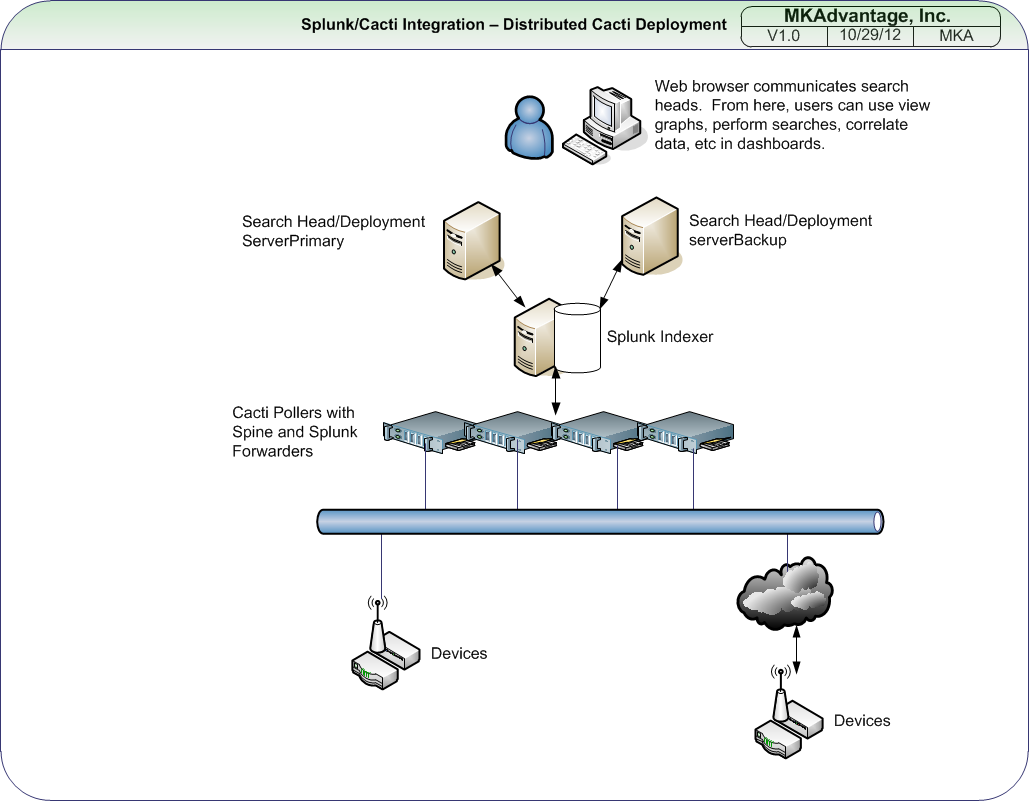 Splunk/Cacti Integration – Distributed Cacti Deployment
MKAdvantage, Inc.
V1.0
10/29/12
MKA
Web browser communicates search
heads. From here, users can use view
graphs, perform searches, correlate
data, etc in dashboards.
Search Head/Deployment
ServerPrimary
Search Head/Deployment
serverBackup
Splunk Indexer
Cacti Pollers with
Spine and Splunk
Forwarders
Devices
Devices